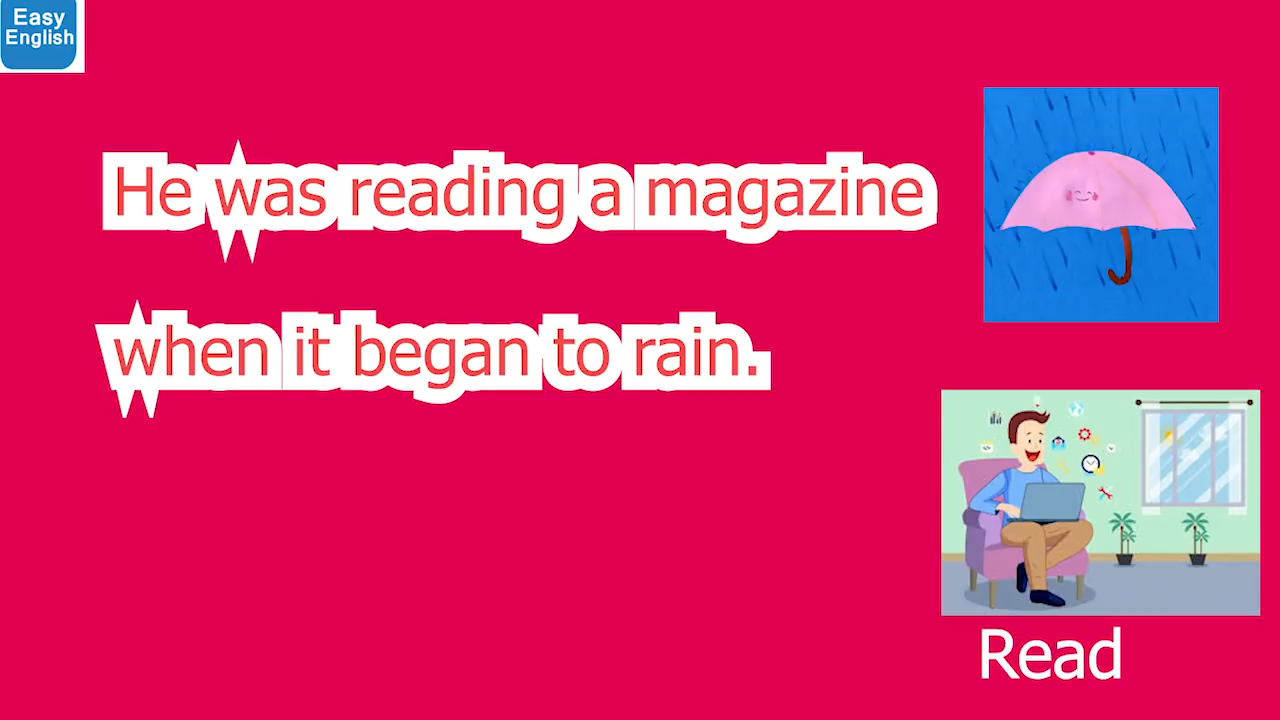 Easy
English
He was reading a magazine
when it began to rain.
Read